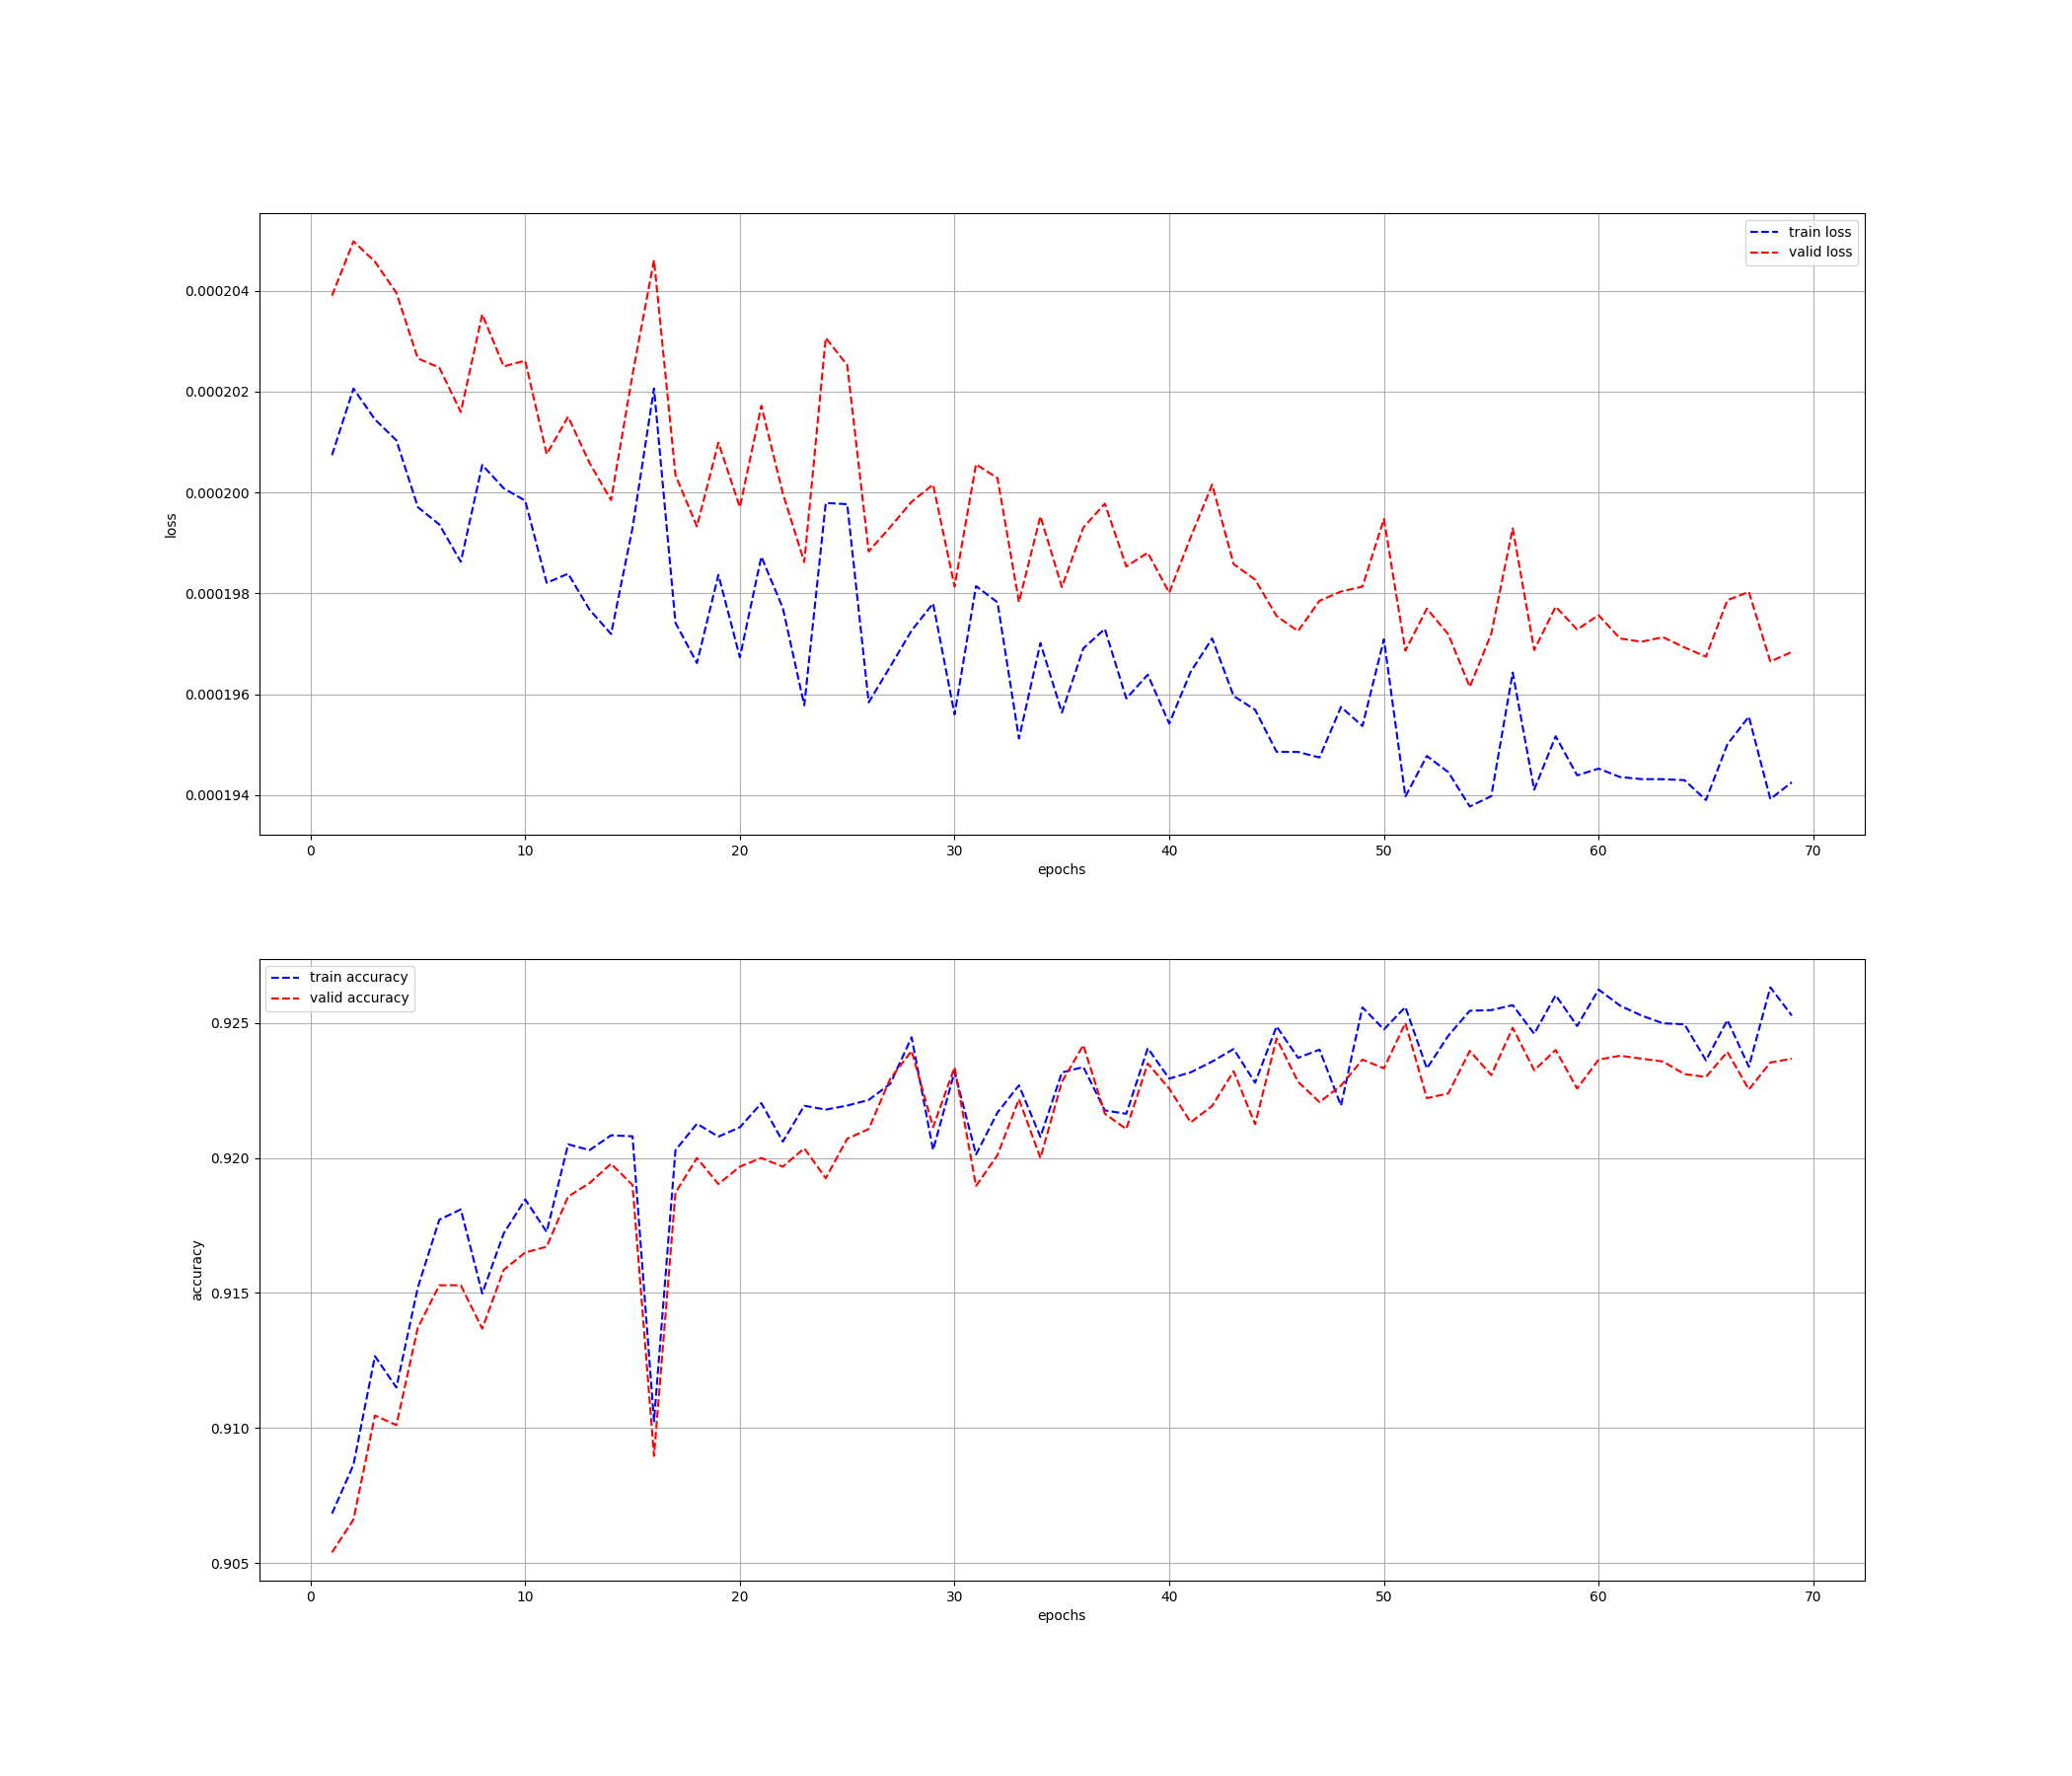 train loss
valid loss
0.000204
0.000202
0.000200
0.000198
0.000196
0.000194
loss
0 10 20 30 40 50 60 70
epochs
train accuracy
valid accuracy
0.925
0.920
0.915
0.910
0.905
accuracy
0 10 20 30 40 50 60 70
epochs